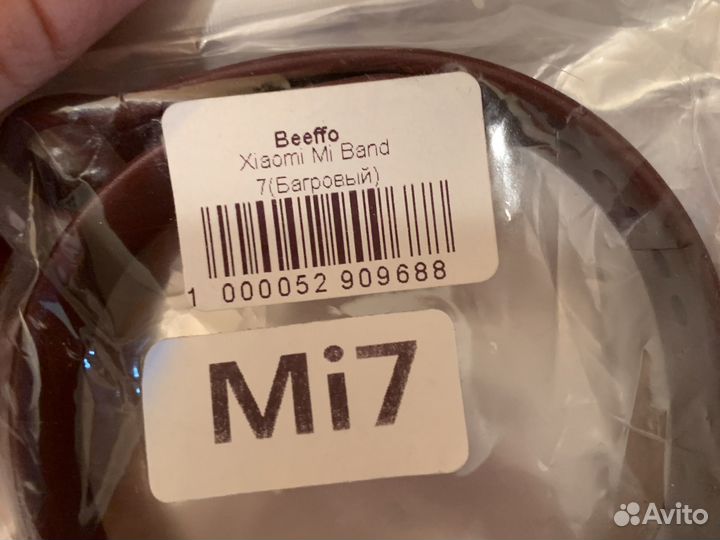 Beeffo
Xiaomi Mi Band
7(Багровый)
1 000052 909688
Mi7
Avito